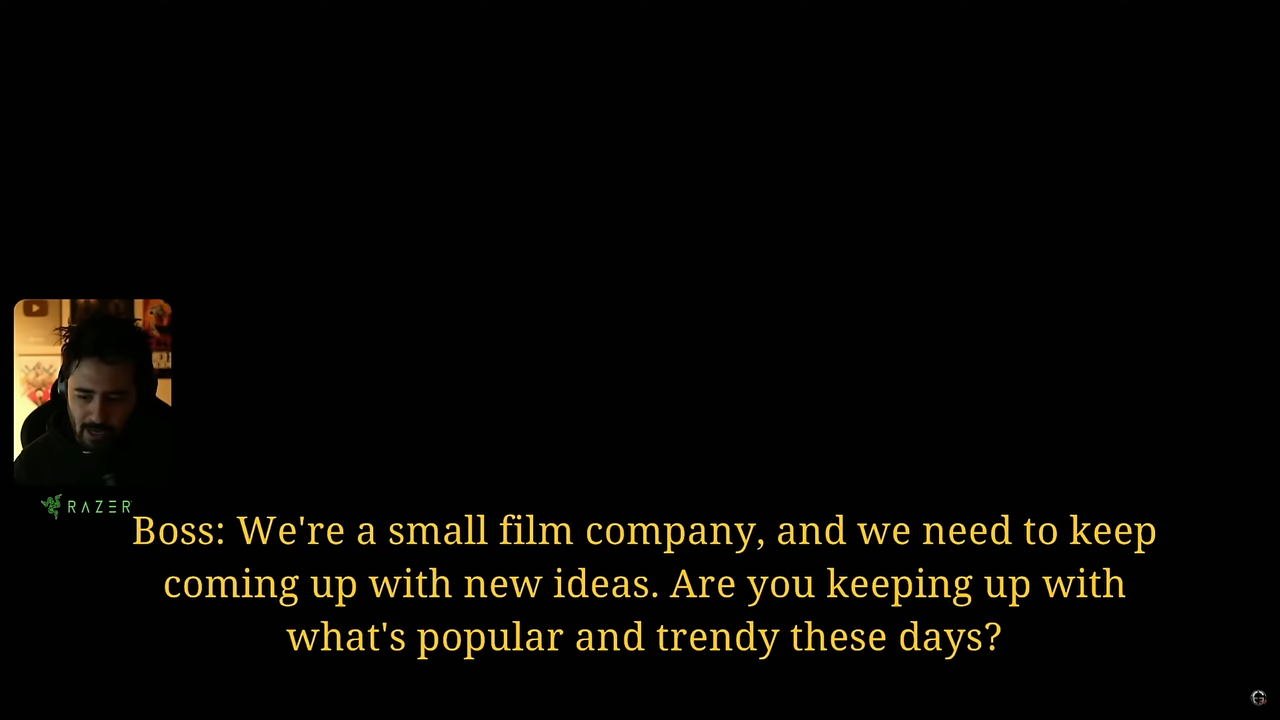 RAZER
Boss: We're a small film company, and we need to keep
coming up with new ideas. Are you keeping up with
what's popular and trendy these days?